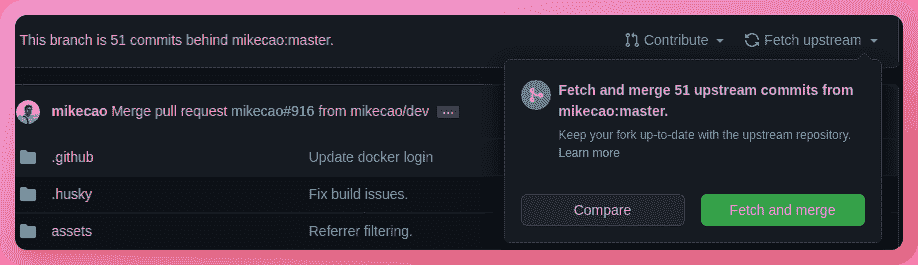 This branch is 51 commits behind mikecao:master.
Contribute
Fetch upstream
Fetch and merge 51 upstream commits from
mikecao:master.
Keep your fork up-to-date with the upstream repository.
Learn more
Compare
Fetch and merge
mikecao Merge pull request mikecao#916 from mikecao/dev ...
.github Update docker login
.husky Fix build issues.
assets Referrer filtering.